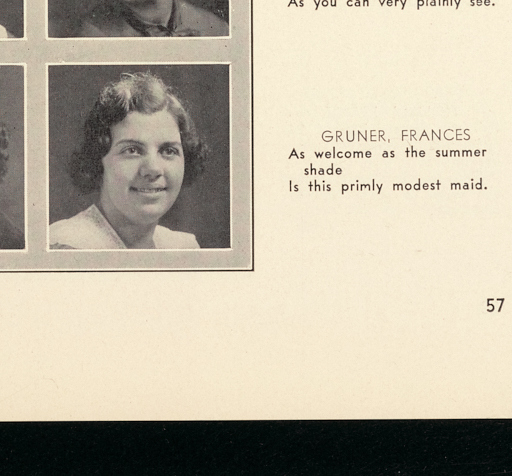 As you can very plainly see.
GRUNER, FRANCES
As welcome as the summer
shade
Is this primly modest maid.
57